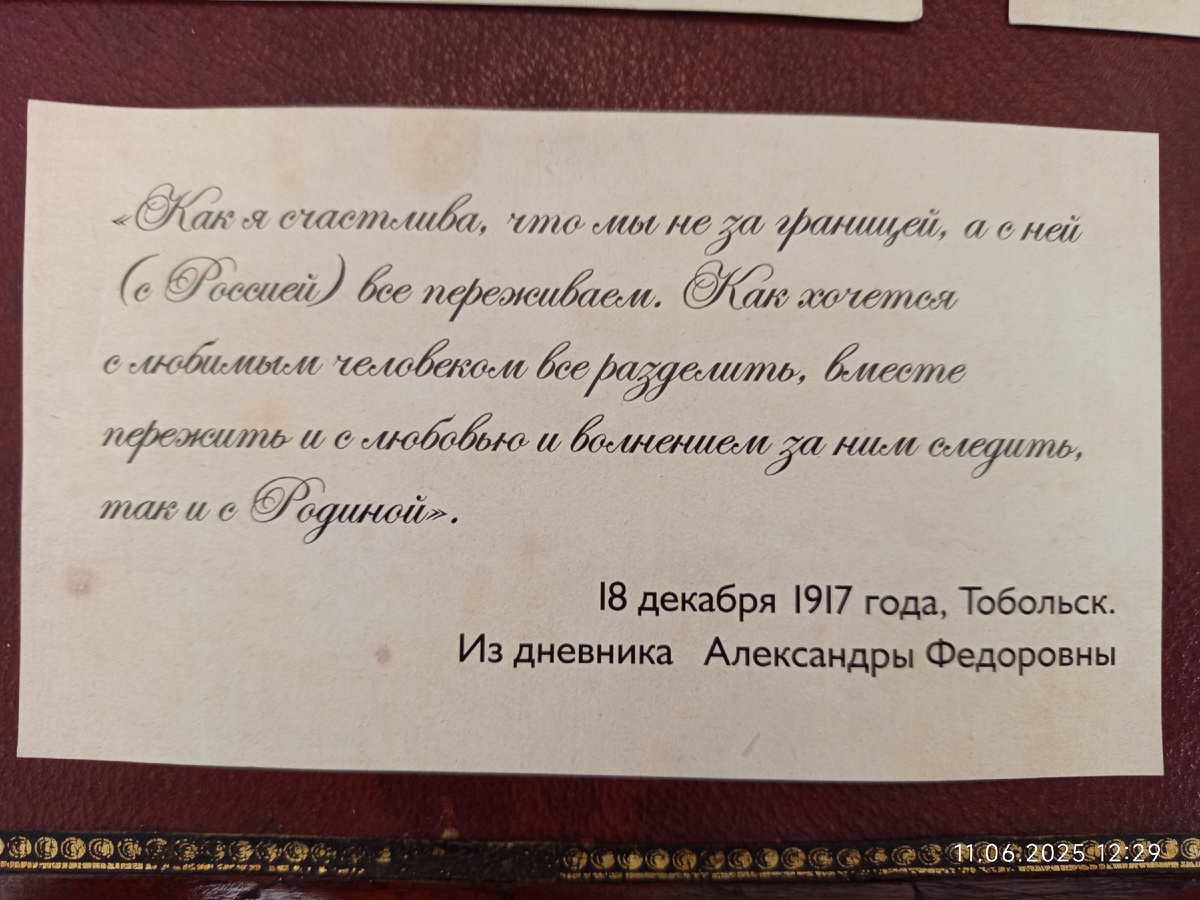 «Как я счастлива, что мы не за границей, а с ней
(с Россией) все переживаем. Как хочется
с любимым человеком все разделить, вместе
пережить и с любовью и волнением за ним следить,
так и с Родиной».
18 декабря 1917 года, Тобольск.
Из дневника Александры Федоровны
11.06.2025 12:29